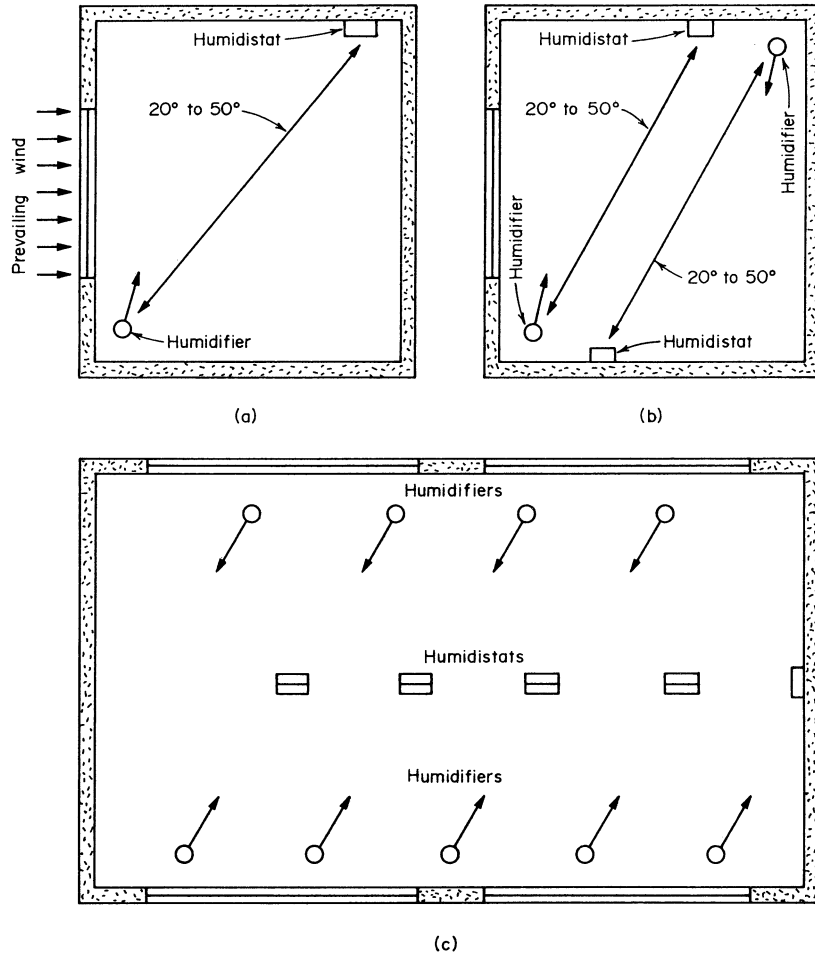 Humidistat
20° to 50°
Prevailing wind
Humidifier
(a)
Humidistat
20° to 50°
Humidifier
Humidifier
20° to 50°
Humidistat
(b)
Humidifiers
Humidistats
Humidifiers
(c)